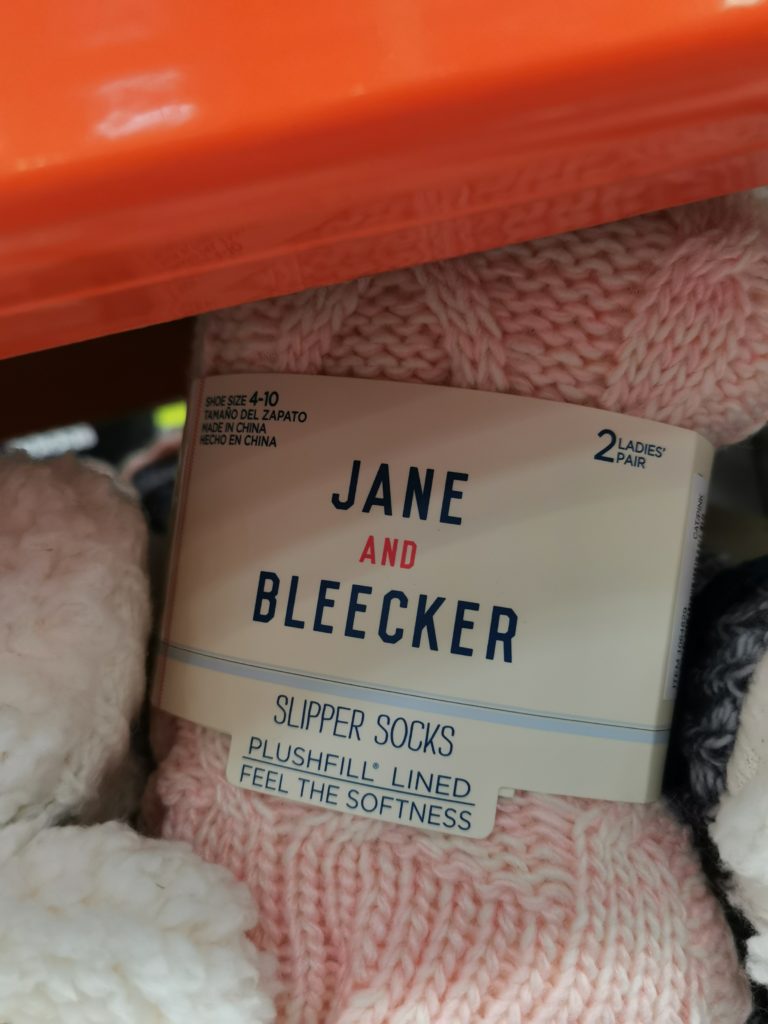 SHOE SIZE 4-10
TAMAÑO DEL ZAPATO
MADE IN CHINA
HECHO EN CHINA
2 LADIES'
PAIR
JANE
AND
BLEECKER
SLIPPER SOCKS
PLUSHFILL® LINED
FEEL THE SOFTNESS